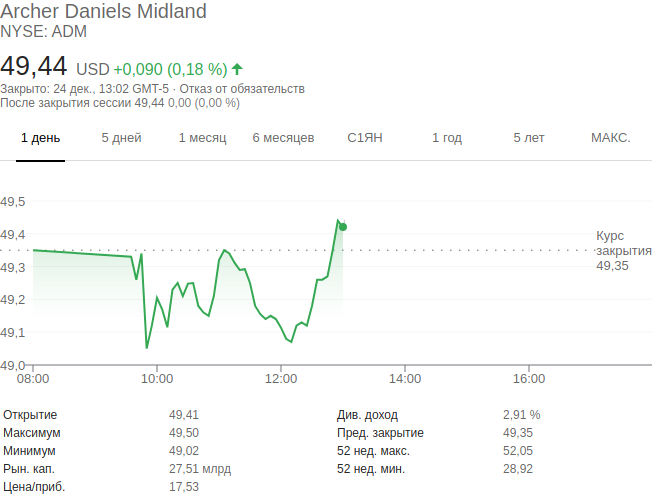 Archer Daniels Midland
NYSE: ADM
49,44 USD +0,090 (0,18 %)
Закрыто: 24 дек., 13:02 GMT-5 · Отказ от обязательств
После закрытия сессии 49,44 0,00 (0,00 %)
1 день 5 дней 1 месяц 6 месяцев С1ЯН 1 год 5 лет МАКС.
49,5
49,4
Курс
закрытия
49,35
49,3
49,2
49,1
49,0
08:00 10:00 12:00 14:00 16:00
Открытие 49,41 Див. доход 2,91 %
Максимум 49,50 Пред. закрытие 49,35
Минимум 49,02 52 нед. макс. 52,05
Рын. кап. 27,51 млрд 52 нед. мин. 28,92
Цена/приб. 17,53